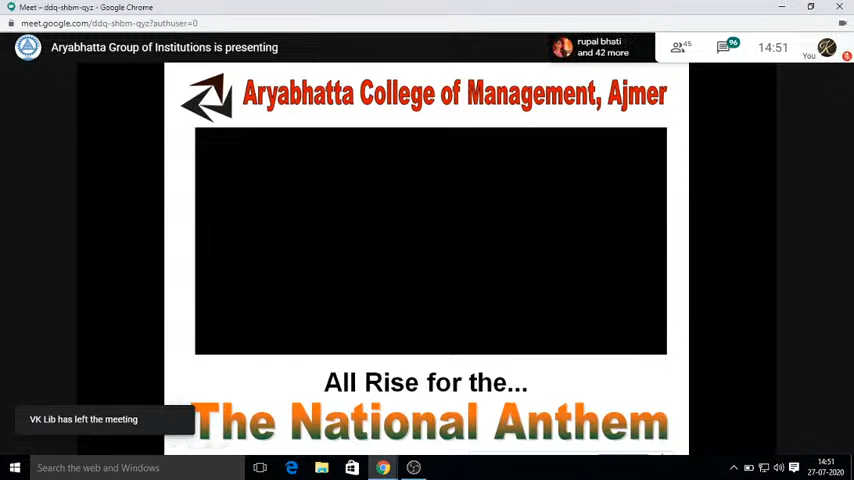 Meet – ddq-shbm-qyz - Google Chrome
meet.google.com/ddq-shbm-qyz?authuser=0
Aryabhatta Group of Institutions is presenting
rupal bhati
and 42 more
45
96
14:51
You
Aryabhatta College of Management, Ajmer
All Rise for the...
The National Anthem
VK Lib has left the meeting
Search the web and Windows
14:51
27-07-2020